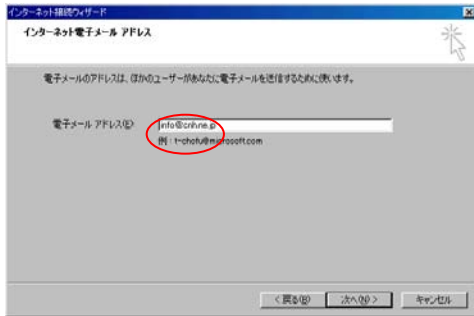 インターネット接続ウィザード
インターネット電子メール アドレス
電子メールのアドレスは、ほかのユーザーがあなたに電子メールを送信するために使います。
電子メール アドレス(E)
info@cnh.ne.jp
例 : t-chofu@microsoft.com
< 戻る(B)
次へ(N) >
キャンセル